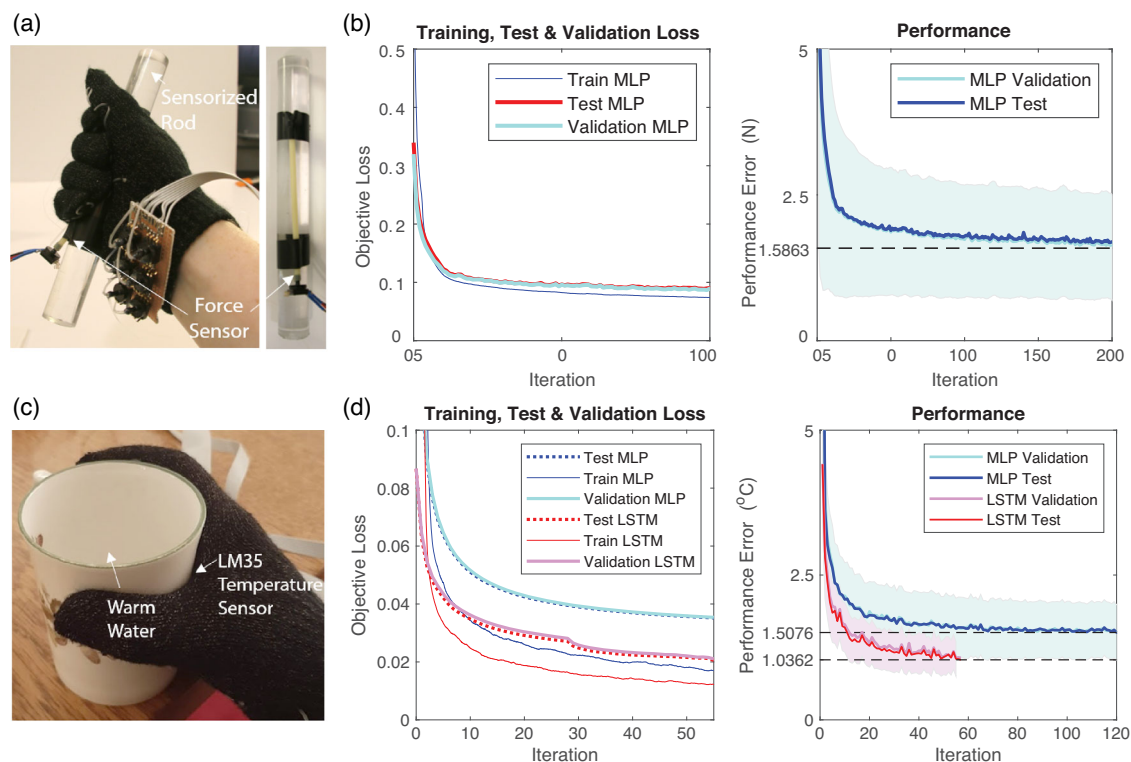 (a)
Sensorized
Rod
Force
Sensor
(b)
Training, Test & Validation Loss
Objective Loss
0.5
0.4
0.3
0.2
0.1
0
Train MLP
Test MLP
Validation MLP
05
0
100
Iteration
Performance
Performance Error (N)
5
2.5
1.5863
0
MLP Validation
MLP Test
05
0
100
150
200
Iteration
(c)
Warm
Water
LM35
Temperature
Sensor
(d)
Training, Test & Validation Loss
Objective Loss
0.1
0.08
0.06
0.04
0.02
0
Test MLP
Train MLP
Validation MLP
Test LSTM
Train LSTM
Validation LSTM
0
10
20
30
40
50
Iteration
Performance
Performance Error (°C)
5
2.5
1.5076
1.0362
0
MLP Validation
MLP Test
LSTM Validation
LSTM Test
0
20
40
60
80
100
120
Iteration